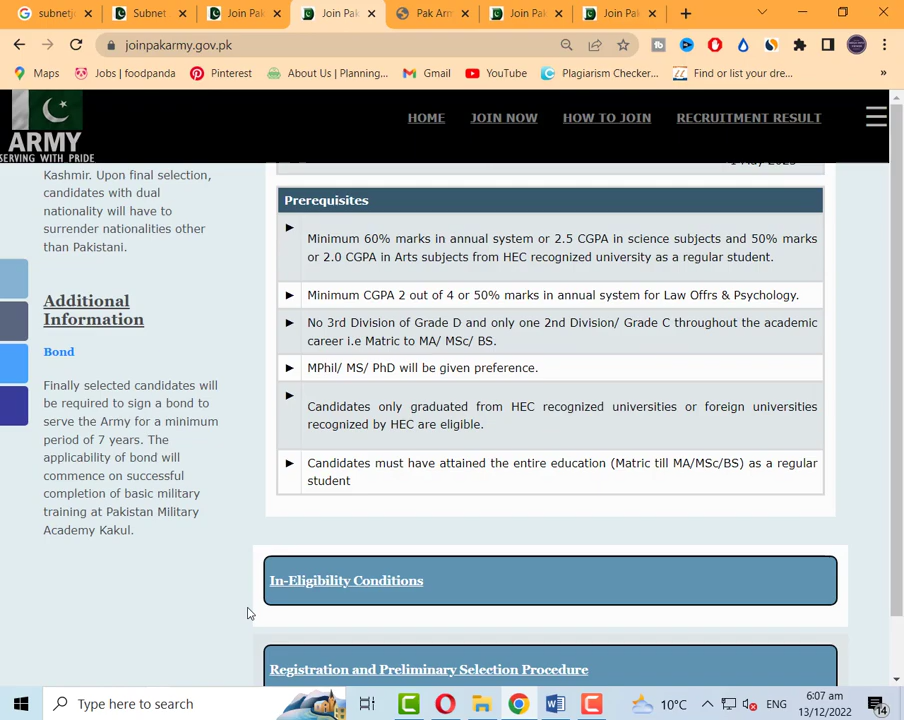 subnetj
Subnet
Join Pak
Join Pak
Pak Arm
Join Pak
Join Pak
joinpakarmy.gov.pk
Maps
Jobs | foodpanda
Pinterest
About Us | Planning...
Gmail
YouTube
Plagiarism Checker...
Find or list your dre...
»
ARMY
SERVING WITH PRIDE
HOME
JOIN NOW
HOW TO JOIN
RECRUITMENT RESULT
Kashmir. Upon final selection,
candidates with dual
nationality will have to
surrender nationalities other
than Pakistani.
Additional
Information
Bond
Finally selected candidates will
be required to sign a bond to
serve the Army for a minimum
period of 7 years. The
applicability of bond will
commence on successful
completion of basic military
training at Pakistan Military
Academy Kakul.
Prerequisites
Minimum 60% marks in annual system or 2.5 CGPA in science subjects and 50% marks
or 2.0 CGPA in Arts subjects from HEC recognized university as a regular student.
Minimum CGPA 2 out of 4 or 50% marks in annual system for Law Offrs & Psychology.
No 3rd Division of Grade D and only one 2nd Division/ Grade C throughout the academic
career i.e Matric to MA/ MSc/ BS.
MPhil/ MS/ PhD will be given preference.
Candidates only graduated from HEC recognized universities or foreign universities
recognized by HEC are eligible.
Candidates must have attained the entire education (Matric till MA/MSc/BS) as a regular
student
In-Eligibility Conditions
Registration and Preliminary Selection Procedure
Type here to search
10°C
ENG
6:07 am
13/12/2022
14